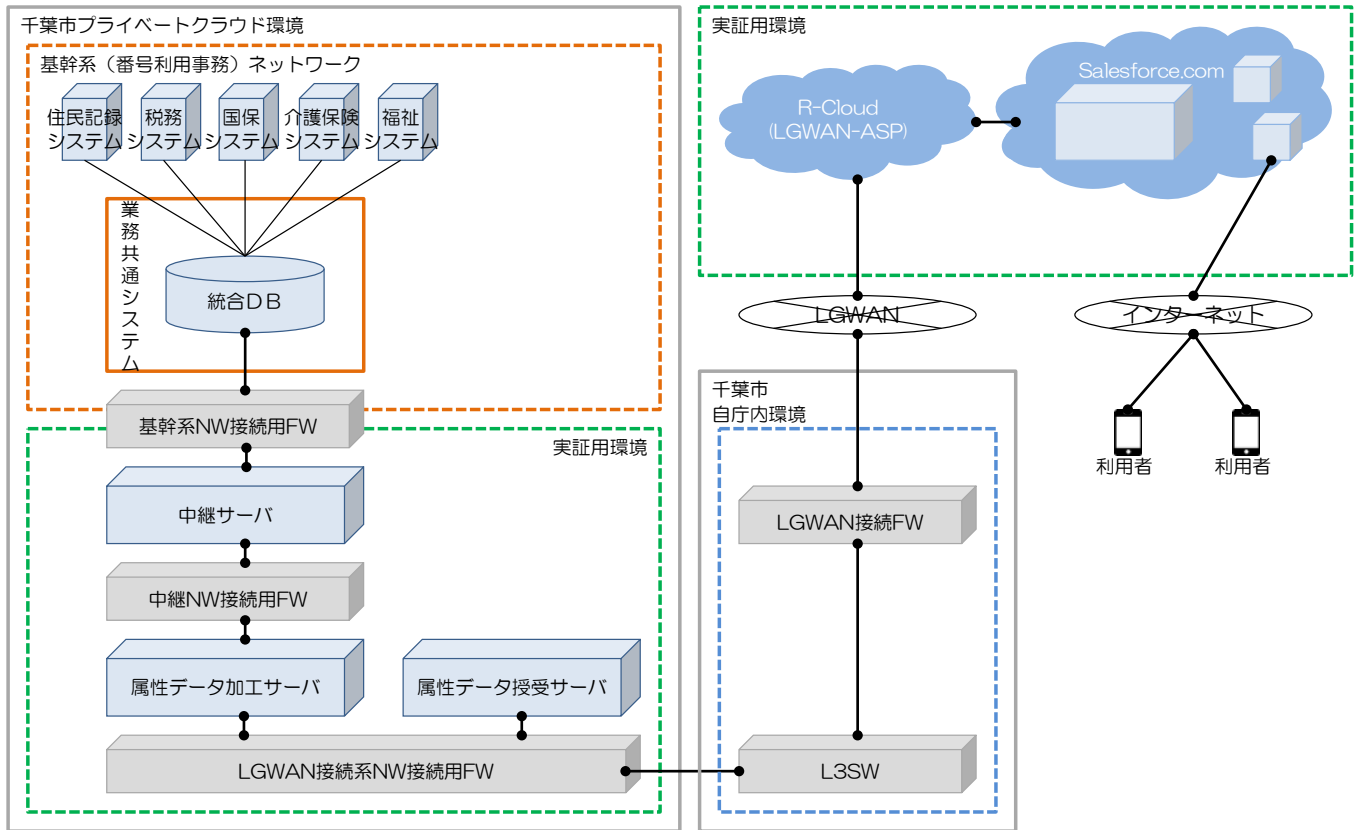 千葉市プライベートクラウド環境
基幹系（番号利用事務）ネットワーク
住民記録
システム
税務
システム
国保
システム
介護保険
システム
福祉
システム
業務共通システム
統合ＤＢ
基幹系NW接続用FW
実証用環境
中継サーバ
中継NW接続用FW
属性データ加工サーバ
属性データ授受サーバ
LGWAN接続系NW接続用FW
実証用環境
R-Cloud
(LGWAN-ASP)
Salesforce.com
LGWAN
インターネット
千葉市
自庁内環境
利用者
利用者
LGWAN接続FW
L3SW